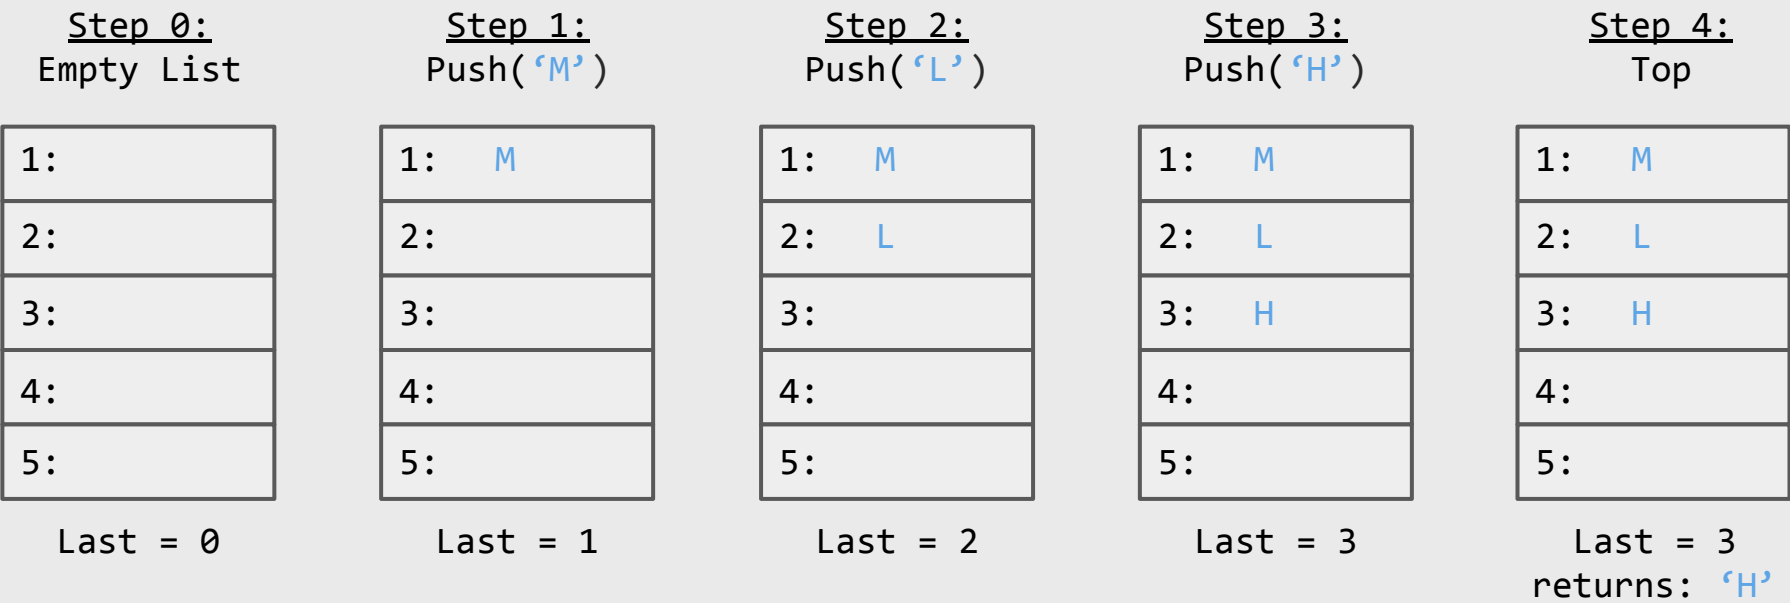 Step 0:
Empty List
1:
2:
3:
4:
5:
Last = 0
Step 1:
Push(‘M’)
1: M
2:
3:
4:
5:
Last = 1
Step 2:
Push(‘L’)
1: M
2: L
3:
4:
5:
Last = 2
Step 3:
Push(‘H’)
1: M
2: L
3: H
4:
5:
Last = 3
Step 4:
Top
1: M
2: L
3: H
4:
5:
Last = 3
returns: ‘H’